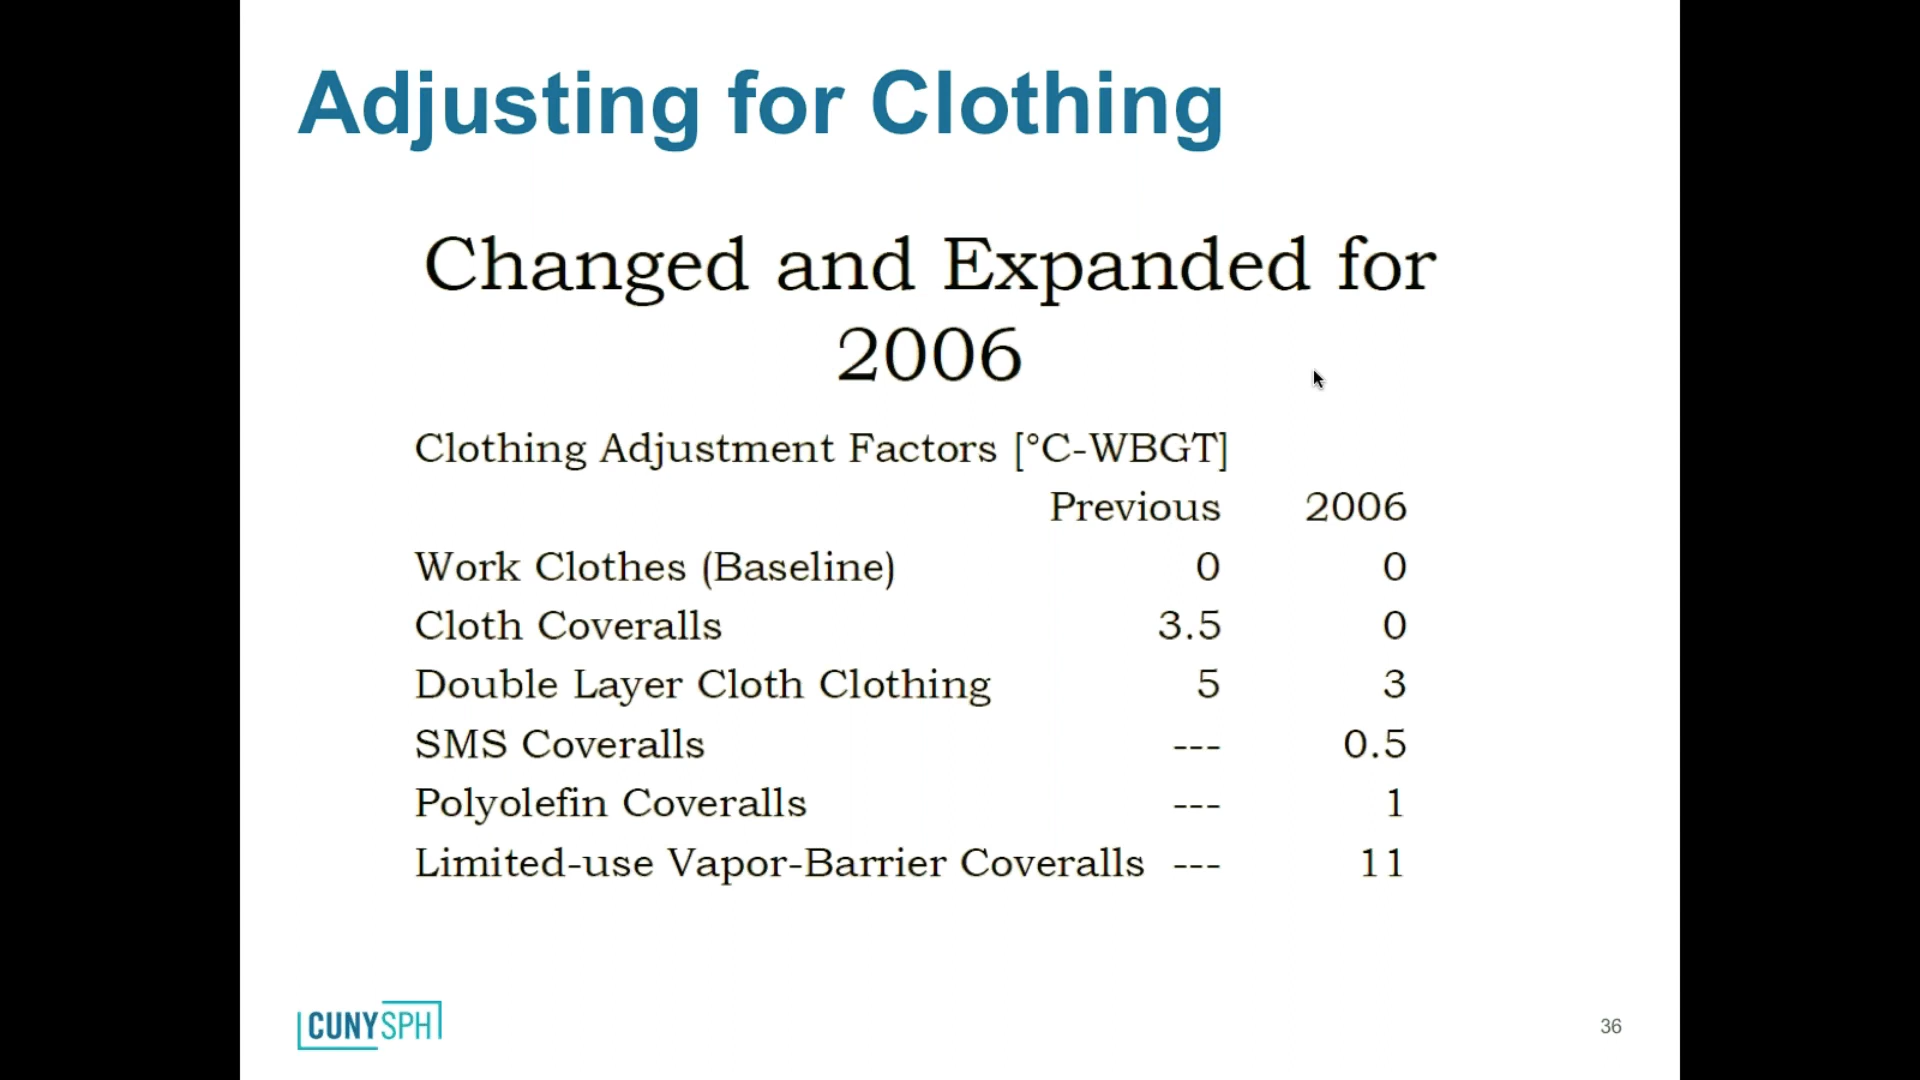 Adjusting for Clothing
Changed and Expanded for
2006
Clothing Adjustment Factors [°C-WBGT]
Previous 2006
Work Clothes (Baseline) 0 0
Cloth Coveralls 3.5 0
Double Layer Cloth Clothing 5 3
SMS Coveralls --- 0.5
Polyolefin Coveralls --- 1
Limited-use Vapor-Barrier Coveralls --- 11
CUNYSPH
36